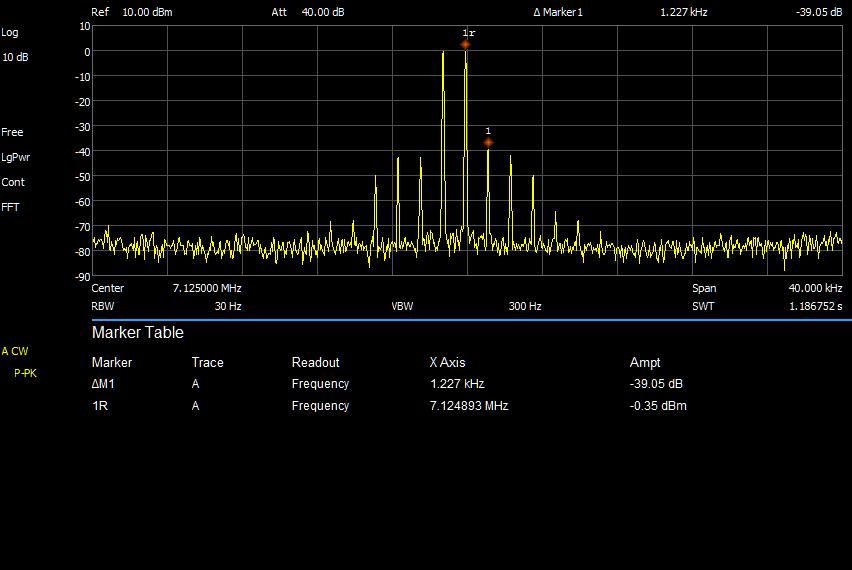 Ref 10.00 dBm Att 40.00 dB Δ Marker1 1.227 kHz -39.05 dB
Log
10 dB
Free
LgPwr
Cont
FFT
10
0
-10
-20
-30
-40
-50
-60
-70
-80
-90
1r
1
Center 7.125000 MHz Span 40.000 kHz
RBW 30 Hz VBW 300 Hz SWT 1.186752 s
A CW
P-PK
Marker Table
Marker Trace Readout X Axis Ampt
ΔM1 A Frequency 1.227 kHz -39.05 dB
1R A Frequency 7.124893 MHz -0.35 dBm